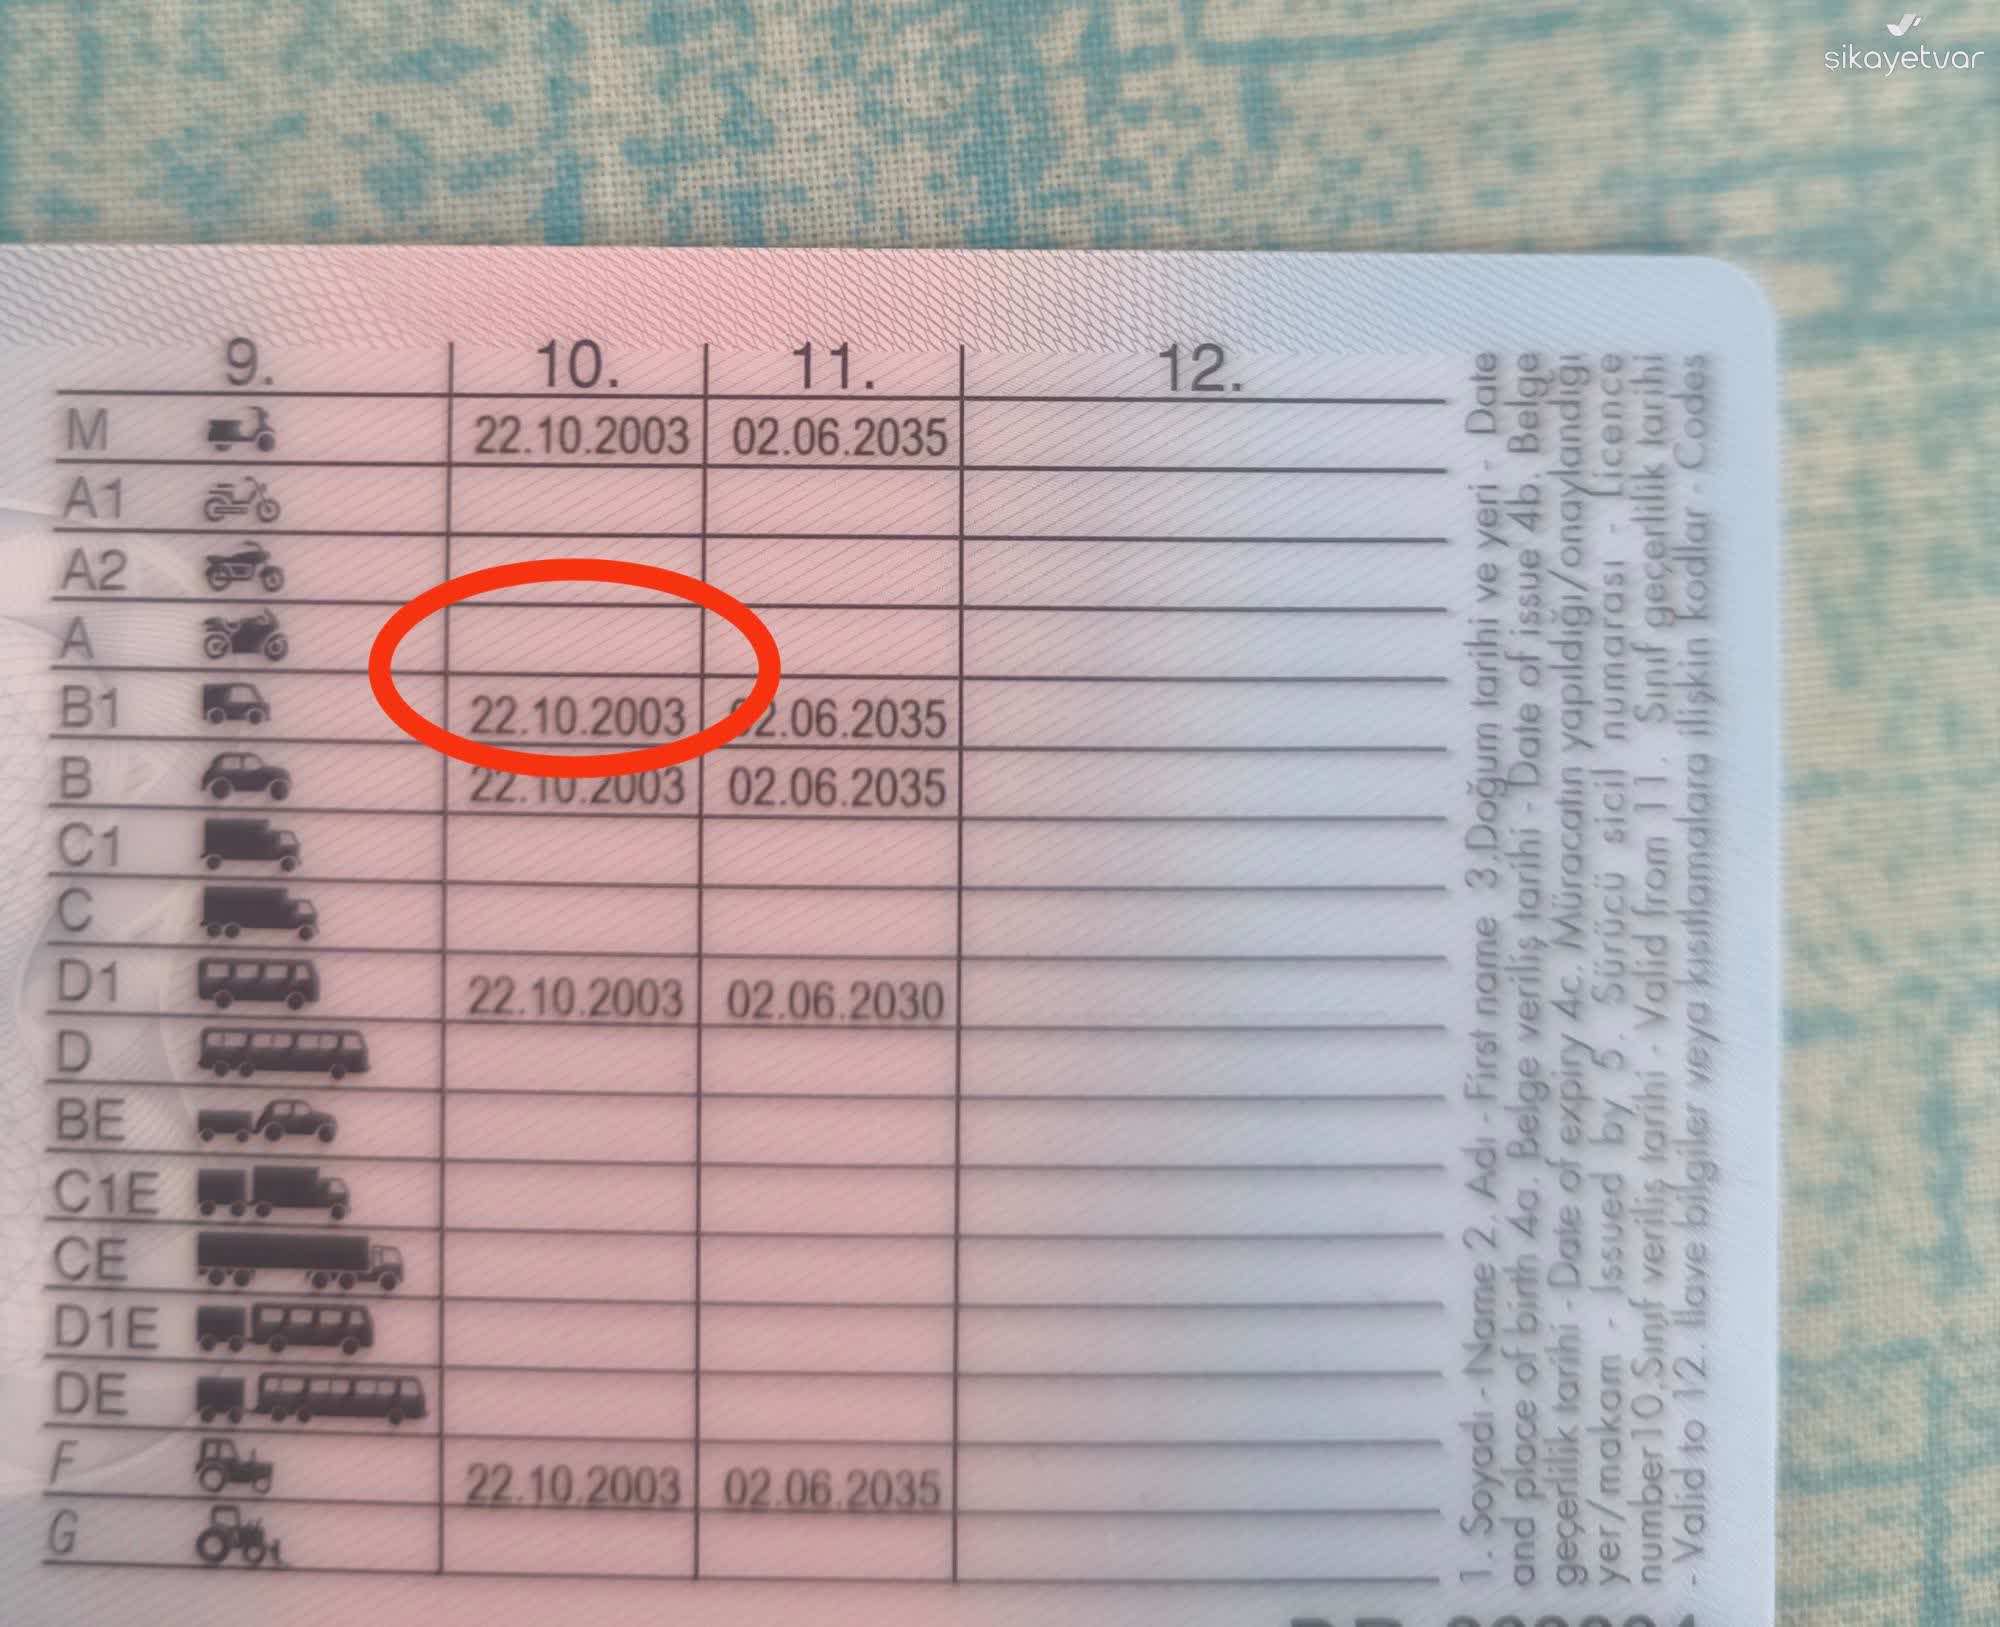 şikayetvar
9. 10. 11. 12.
M 22.10.2003 02.06.2035
A1
A2
A
B1 22.10.2003 02.06.2035
B 22.10.2003 02.06.2035
C1
C
D1 22.10.2003 02.06.2030
D
BE
C1E
CE
D1E
DE
F 22.10.2003 02.06.2035
G
1. Soyadı - Name 2. Adı - First name 3.Doğum tarihi ve yeri - Date
and place of birth 4a. Belge veriliş tarihi - Date of issue 4b. Belge
geçerlilik tarihi - Date of expiry 4c. Müracatın yapıldığı/onaylandığı
yer/makam - Issued by 5. Sürücü sicil numarası - Licence
number10.Sınıf veriliş tarihi - Valid from 11. Sınıf geçerlilik tarihi
- Valid to 12. İlave bilgiler veya kısıtlamalara ilişkin kodlar - Codes